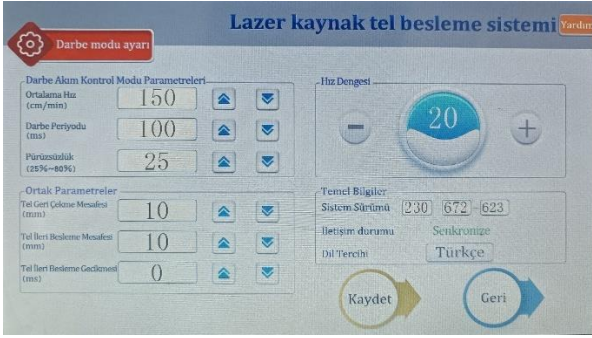 Lazer kaynak tel besleme sistemi
Yardım
Darbe modu ayarı
Darbe Akım Kontrol Modu Parametreleri
Ortalama Hız
(cm/min)
150
Darbe Periyodu
(ms)
100
Pürüzsüzlük
(25%~80%)
25
Ortak Parametreler
Tel Geri Çekme Mesafesi
(mm)
10
Tel İleri Besleme Mesafesi
(mm)
10
Tel İleri Besleme Gecikmesi
(ms)
0
Hız Dengesi
− 20 +
Temel Bilgiler
Sistem Sürümü 230 672 -623
İletişim durumu Senkronize
Dil Tercihi Türkçe
Kaydet
Geri